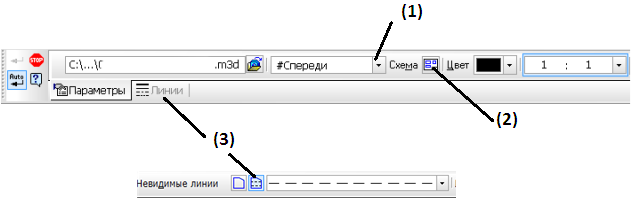 (1)
STOP
C:\...\Г .m3d #Спереди Схема Цвет 1 : 1
Auto
Параметры Линии
(2)
(3)
Невидимые линии